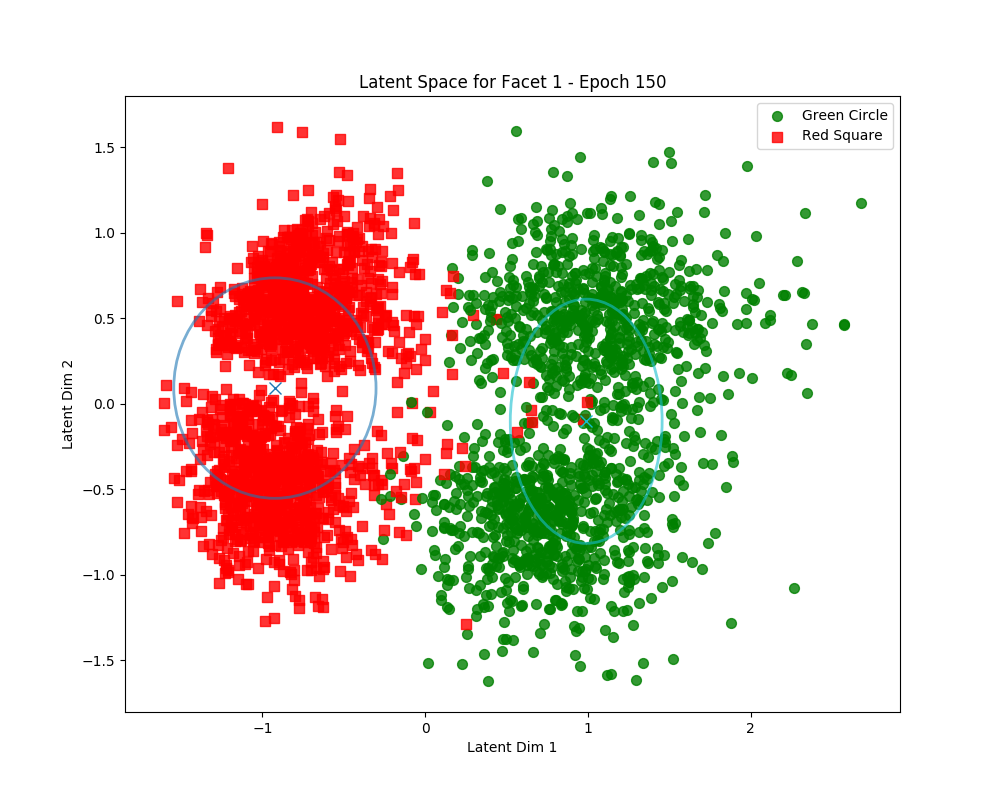 Latent Space for Facet 1 - Epoch 150
Green Circle
Red Square
1.5
1.0
0.5
0.0
−0.5
−1.0
−1.5
Latent Dim 2
−1
0
1
2
Latent Dim 1